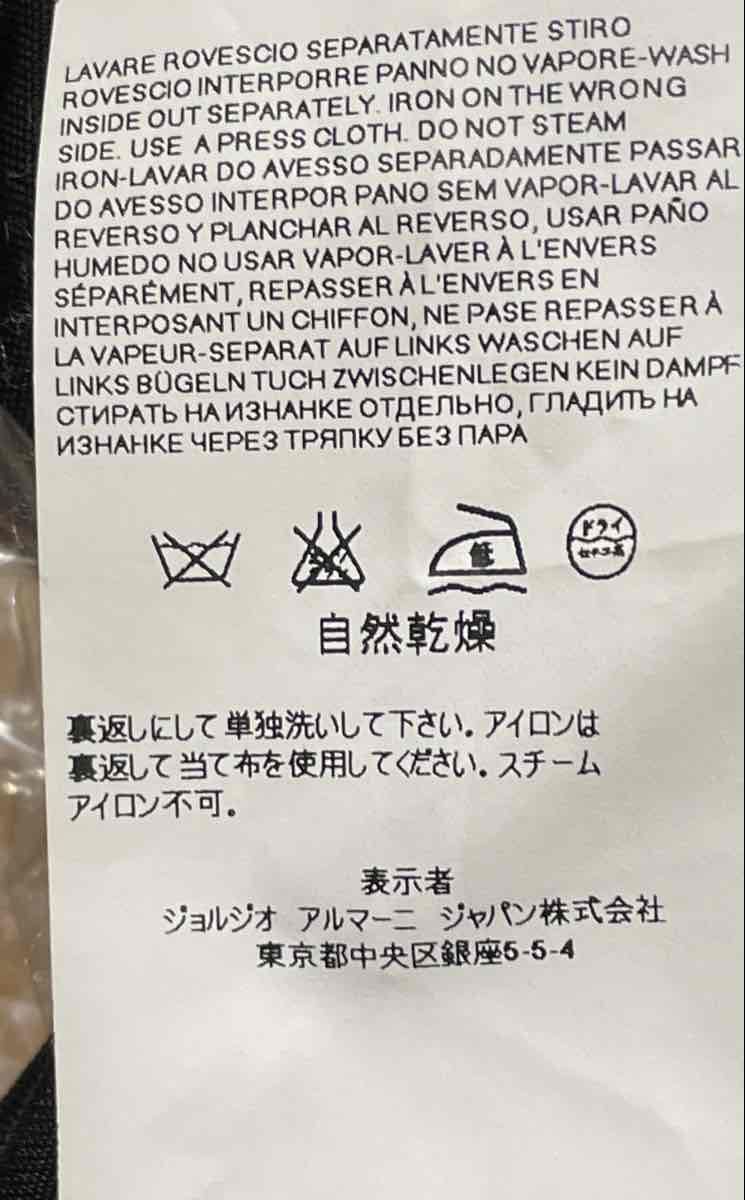 LAVARE ROVESCIO SEPARATAMENTE STIRO
ROVESCIO INTERPORRE PANNO NO VAPORE-WASH
INSIDE OUT SEPARATELY. IRON ON THE WRONG
SIDE. USE A PRESS CLOTH. DO NOT STEAM
IRON-LAVAR DO AVESSO SEPARADAMENTE PASSAR
DO AVESSO INTERPOR PANO SEM VAPOR-LAVAR AL
REVERSO Y PLANCHAR AL REVERSO, USAR PAÑO
HUMEDO NO USAR VAPOR-LAVER À L'ENVERS
SÉPARÉMENT, REPASSER À L'ENVERS EN
INTERPOSANT UN CHIFFON, NE PASE REPASSER À
LA VAPEUR-SEPARAT AUF LINKS WASCHEN AUF
LINKS BÜGELN TUCH ZWISCHENLEGEN KEIN DAMPF
СТИРАТЬ НА ИЗНАНКЕ ОТДЕЛЬНО, ГЛАДИТЬ НА
ИЗНАНКЕ ЧЕРЕЗ ТРЯПКУ БЕЗ ПАРА
低
ドライ
セキユ系
自然乾燥
裏返しにして単独洗いして下さい。アイロンは
裏返して当て布を使用してください。スチーム
アイロン不可。
表示者
ジョルジオ アルマーニ ジャパン株式会社
東京都中央区銀座5-5-4